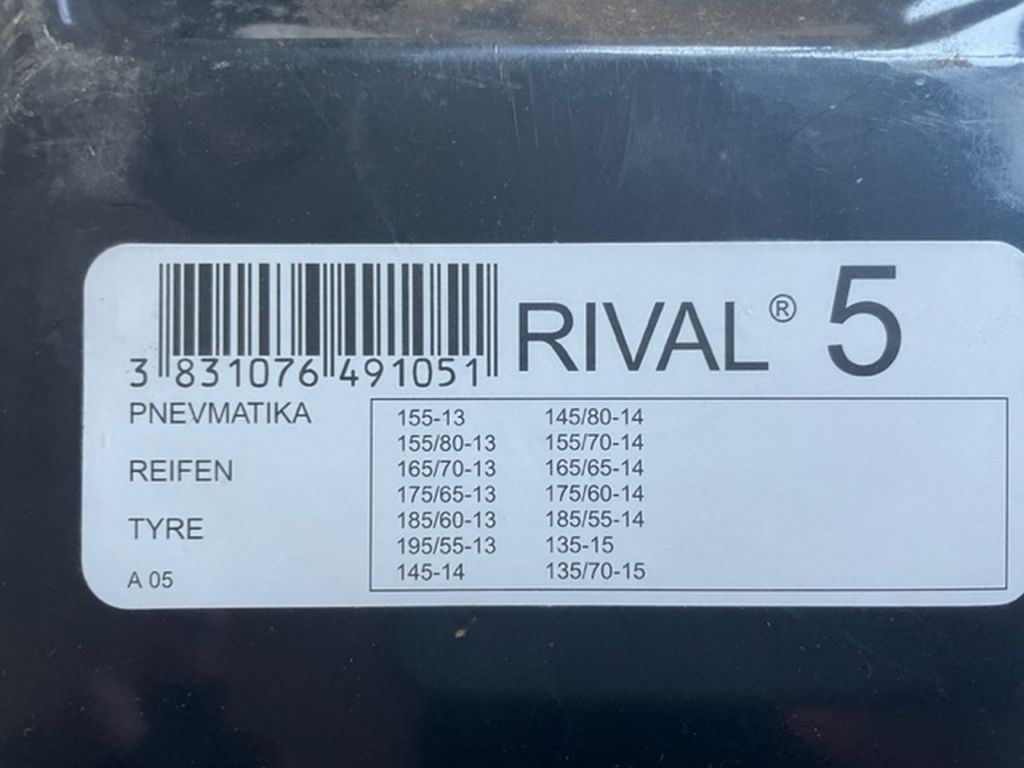 RIVAL® 5
3 831076 491051
PNEVMATIKA
REIFEN
TYRE
A 05
155-13
155/80-13
165/70-13
175/65-13
185/60-13
195/55-13
145-14
145/80-14
155/70-14
165/65-14
175/60-14
185/55-14
135-15
135/70-15